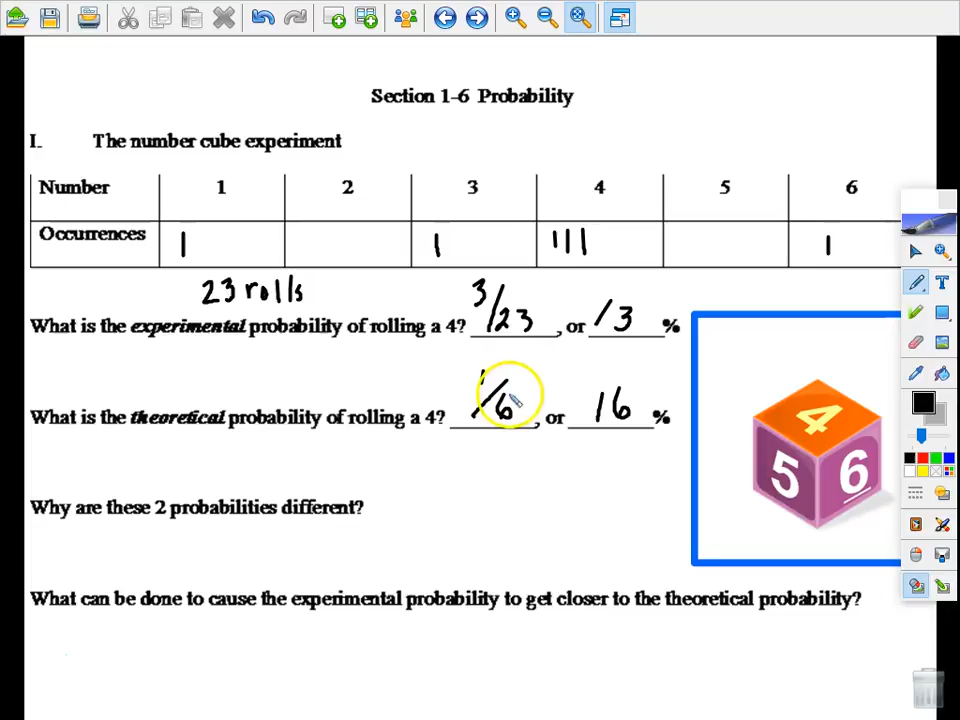 Section 1-6 Probability
I. The number cube experiment
Number 1 2 3 4 5 6
Occurrences 1 1 111 1
23 rolls
What is the experimental probability of rolling a 4? 3/23, or 13 %
What is the theoretical probability of rolling a 4? 1/6, or 16 %
4
5 6
Why are these 2 probabilities different?
What can be done to cause the experimental probability to get closer to the theoretical probability?
T